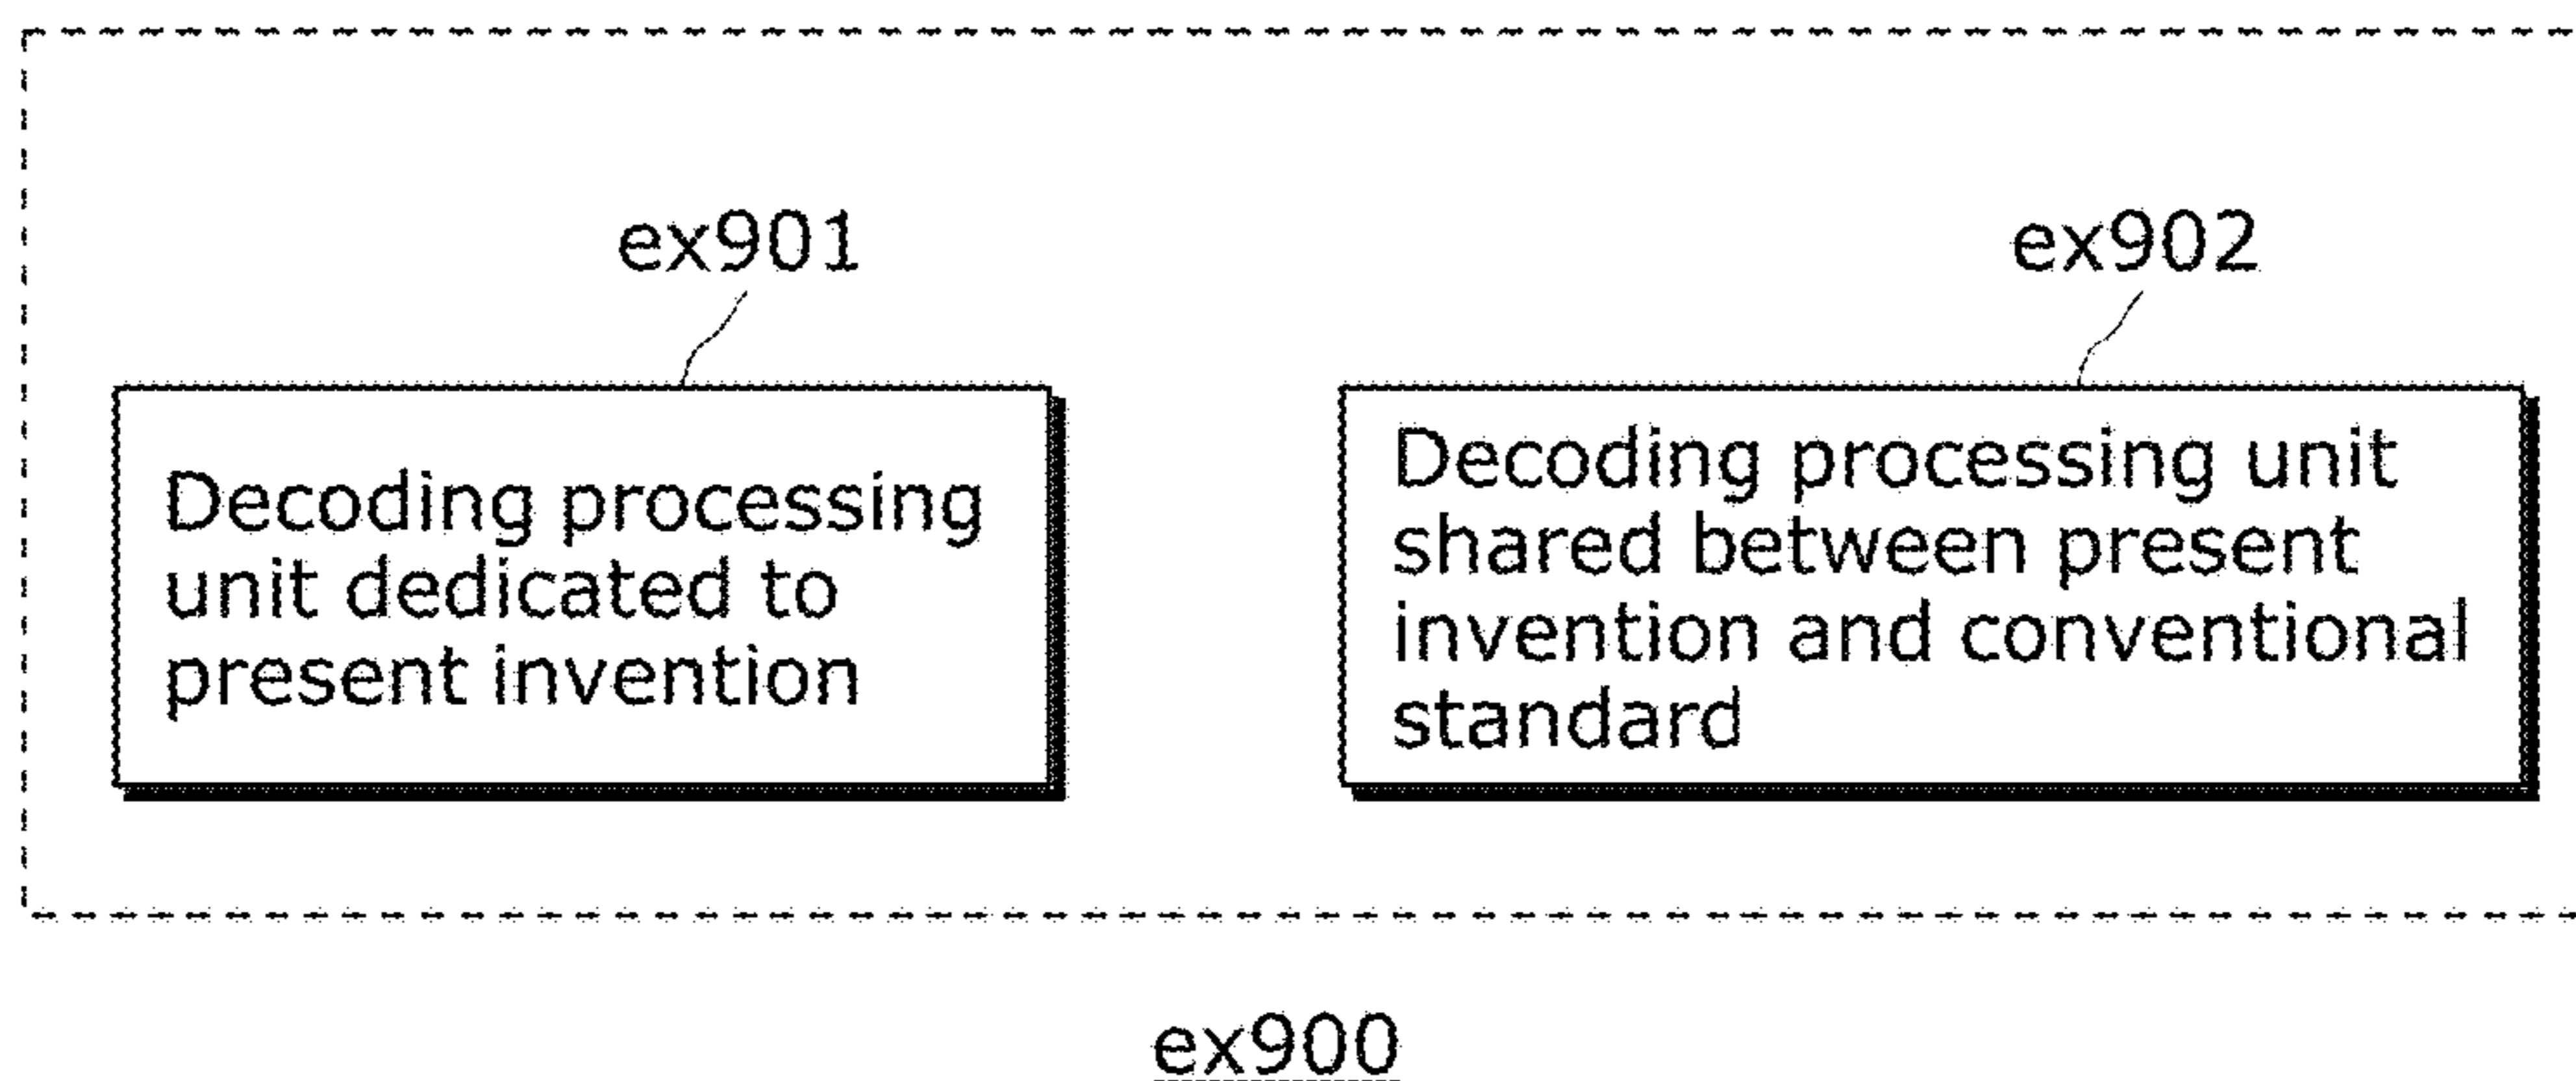 ex901
ex902
Decoding processing
unit dedicated to
present invention
Decoding processing unit
shared between present
invention and conventional
standard
ex900